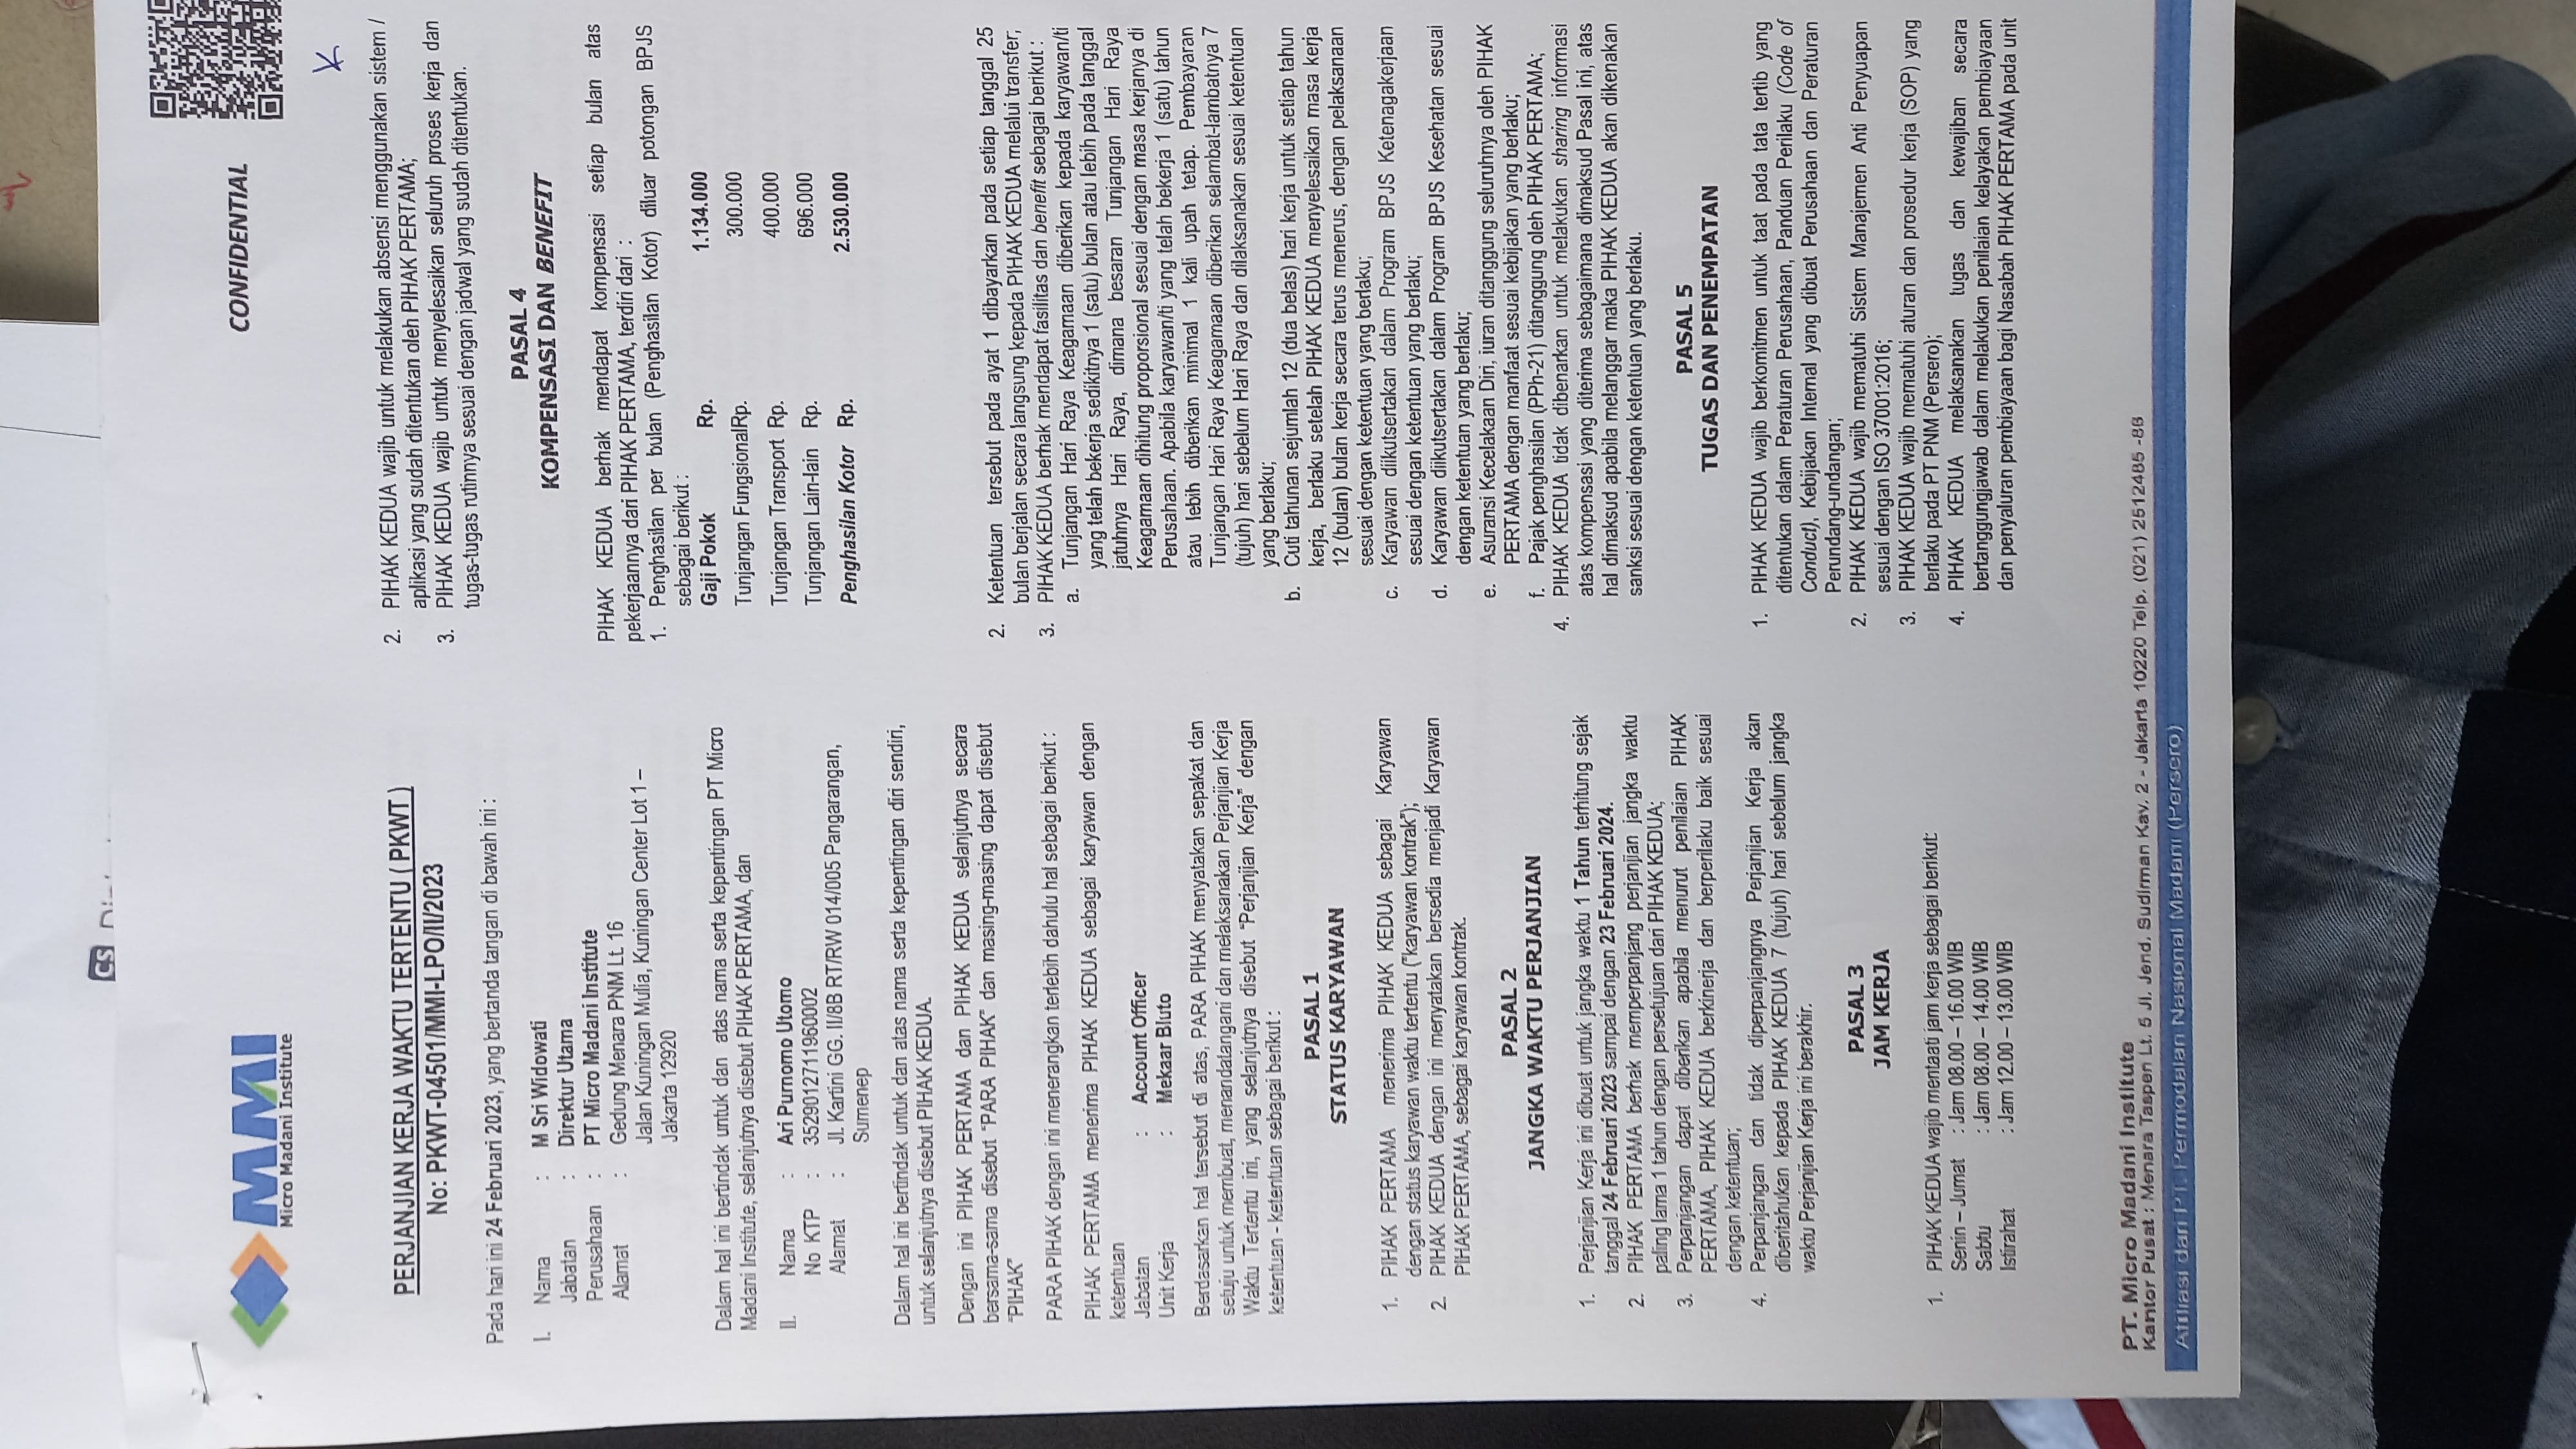 CS
MMI
Micro Madani Institute
CONFIDENTIAL
PERJANJIAN KERJA WAKTU TERTENTU ( PKWT )
No: PKWT-04501/MMI-LPO/II/2023
Pada hari ini 24 Februari 2023, yang bertanda tangan di bawah ini :
I. Nama : M Sri Widowati
Jabatan : Direktur Utama
Perusahaan : PT Micro Madani Institute
Alamat : Gedung Menara PNM Lt. 16
Jalan Kuningan Mulia, Kuningan Center Lot 1 –
Jakarta 12920
Dalam hal ini bertindak untuk dan atas nama serta kepentingan PT Micro
Madani Institute, selanjutnya disebut PIHAK PERTAMA, dan
II. Nama : Ari Purnomo Utomo
No KTP : 3529012711960002
Alamat : Jl. Kartini GG. II/8B RT/RW 014/005 Pangarangan,
Sumenep
Dalam hal ini bertindak untuk dan atas nama serta kepentingan diri sendiri,
untuk selanjutnya disebut PIHAK KEDUA.
Dengan ini PIHAK PERTAMA dan PIHAK KEDUA selanjutnya secara
bersama-sama disebut "PARA PIHAK" dan masing-masing dapat disebut
"PIHAK"
PARA PIHAK dengan ini menerangkan terlebih dahulu hal sebagai berikut :
PIHAK PERTAMA menerima PIHAK KEDUA sebagai karyawan dengan
ketentuan
Jabatan : Account Officer
Unit Kerja : Mekaar Bluto
Berdasarkan hal tersebut di atas, PARA PIHAK menyatakan sepakat dan
setuju untuk membuat, menandatangani dan melaksanakan Perjanjian Kerja
Waktu Tertentu ini, yang selanjutnya disebut "Perjanjian Kerja" dengan
ketentuan - ketentuan sebagai berikut :
PASAL 1
STATUS KARYAWAN
1. PIHAK PERTAMA menerima PIHAK KEDUA sebagai Karyawan
dengan status karyawan waktu tertentu ("karyawan kontrak");
2. PIHAK KEDUA dengan ini menyatakan bersedia menjadi Karyawan
PIHAK PERTAMA, sebagai karyawan kontrak.
PASAL 2
JANGKA WAKTU PERJANJIAN
1. Perjanjian Kerja ini dibuat untuk jangka waktu 1 Tahun terhitung sejak
tanggal 24 Februari 2023 sampai dengan 23 Februari 2024.
2. PIHAK PERTAMA berhak memperpanjang perjanjian jangka waktu
paling lama 1 tahun dengan persetujuan dari PIHAK KEDUA;
3. Perpanjangan dapat diberikan apabila menurut penilaian PIHAK
PERTAMA, PIHAK KEDUA berkinerja dan berperilaku baik sesuai
dengan ketentuan;
4. Perpanjangan dan tidak diperpanjangnya Perjanjian Kerja akan
diberitahukan kepada PIHAK KEDUA 7 (tujuh) hari sebelum jangka
waktu Perjanjian Kerja ini berakhir.
PASAL 3
JAM KERJA
1. PIHAK KEDUA wajib mentaati jam kerja sebagai berikut:
Senin – Jumat : Jam 08.00 – 16.00 WIB
Sabtu : Jam 08.00 – 14.00 WIB
Istirahat : Jam 12.00 – 13.00 WIB
2. PIHAK KEDUA wajib untuk melakukan absensi menggunakan sistem /
aplikasi yang sudah ditentukan oleh PIHAK PERTAMA;
3. PIHAK KEDUA wajib untuk menyelesaikan seluruh proses kerja dan
tugas-tugas rutinnya sesuai dengan jadwal yang sudah ditentukan.
PASAL 4
KOMPENSASI DAN BENEFIT
PIHAK KEDUA berhak mendapat kompensasi setiap bulan atas
pekerjaannya dari PIHAK PERTAMA, terdiri dari :
1. Penghasilan per bulan (Penghasilan Kotor) diluar potongan BPJS
sebagai berikut :
Gaji Pokok Rp. 1.134.000
Tunjangan FungsionalRp. 300.000
Tunjangan Transport Rp. 400.000
Tunjangan Lain-lain Rp. 696.000
Penghasilan Kotor Rp. 2.530.000
2. Ketentuan tersebut pada ayat 1 dibayarkan pada setiap tanggal 25
bulan berjalan secara langsung kepada PIHAK KEDUA melalui transfer;
3. PIHAK KEDUA berhak mendapat fasilitas dan benefit sebagai berikut :
a. Tunjangan Hari Raya Keagamaan diberikan kepada karyawan/ti
yang telah bekerja sedikitnya 1 (satu) bulan atau lebih pada tanggal
jatuhnya Hari Raya, dimana besaran Tunjangan Hari Raya
Keagamaan dihitung proporsional sesuai dengan masa kerjanya di
Perusahaan. Apabila karyawan/ti yang telah bekerja 1 (satu) tahun
atau lebih diberikan minimal 1 kali upah tetap. Pembayaran
Tunjangan Hari Raya Keagamaan diberikan selambat-lambatnya 7
(tujuh) hari sebelum Hari Raya dan dilaksanakan sesuai ketentuan
yang berlaku;
b. Cuti tahunan sejumlah 12 (dua belas) hari kerja untuk setiap tahun
kerja, berlaku setelah PIHAK KEDUA menyelesaikan masa kerja
12 (bulan) bulan kerja secara terus menerus, dengan pelaksanaan
sesuai dengan ketentuan yang berlaku;
c. Karyawan diikutsertakan dalam Program BPJS Ketenagakerjaan
sesuai dengan ketentuan yang berlaku;
d. Karyawan diikutsertakan dalam Program BPJS Kesehatan sesuai
dengan ketentuan yang berlaku;
e. Asuransi Kecelakaan Diri, iuran ditanggung seluruhnya oleh PIHAK
PERTAMA dengan manfaat sesuai kebijakan yang berlaku;
f. Pajak penghasilan (PPh-21) ditanggung oleh PIHAK PERTAMA;
4. PIHAK KEDUA tidak dibenarkan untuk melakukan sharing informasi
atas kompensasi yang diterima sebagaimana dimaksud Pasal ini, atas
hal dimaksud apabila melanggar maka PIHAK KEDUA akan dikenakan
sanksi sesuai dengan ketentuan yang berlaku.
PASAL 5
TUGAS DAN PENEMPATAN
1. PIHAK KEDUA wajib berkomitmen untuk taat pada tata tertib yang
ditentukan dalam Peraturan Perusahaan, Panduan Perilaku (Code of
Conduct), Kebijakan Internal yang dibuat Perusahaan dan Peraturan
Perundang-undangan;
2. PIHAK KEDUA wajib mematuhi Sistem Manajemen Anti Penyuapan
sesuai dengan ISO 37001:2016;
3. PIHAK KEDUA wajib mematuhi aturan dan prosedur kerja (SOP) yang
berlaku pada PT PNM (Persero);
4. PIHAK KEDUA melaksanakan tugas dan kewajiban secara
bertanggungjawab dalam melakukan penilaian kelayakan pembiayaan
dan penyaluran pembiayaan bagi Nasabah PIHAK PERTAMA pada unit
PT. Micro Madani Institute
Kantor Pusat : Menara Taspen Lt. 5 Jl. Jend. Sudirman Kav. 2 - Jakarta 10220 Telp. (021) 2512485 -86
Afiliasi dari PT. Permodalan Nasional Madani (Persero)